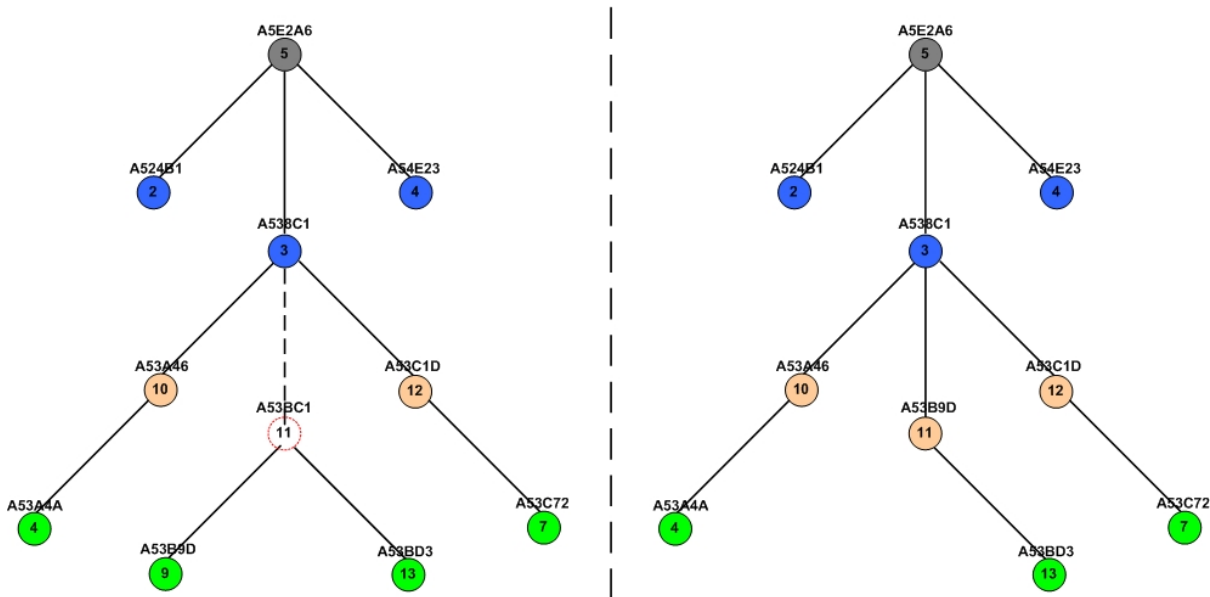 A5E2A6
5
A524B1
2
A54E23
4
A538C1
3
A53A46
10
A53C1D
12
A53BC1
11
A53A4A
4
A53C72
7
A53B9D
9
A53BD3
13
A5E2A6
5
A524B1
2
A54E23
4
A538C1
3
A53A46
10
A53C1D
12
A53B9D
11
A53A4A
4
A53C72
7
A53BD3
13